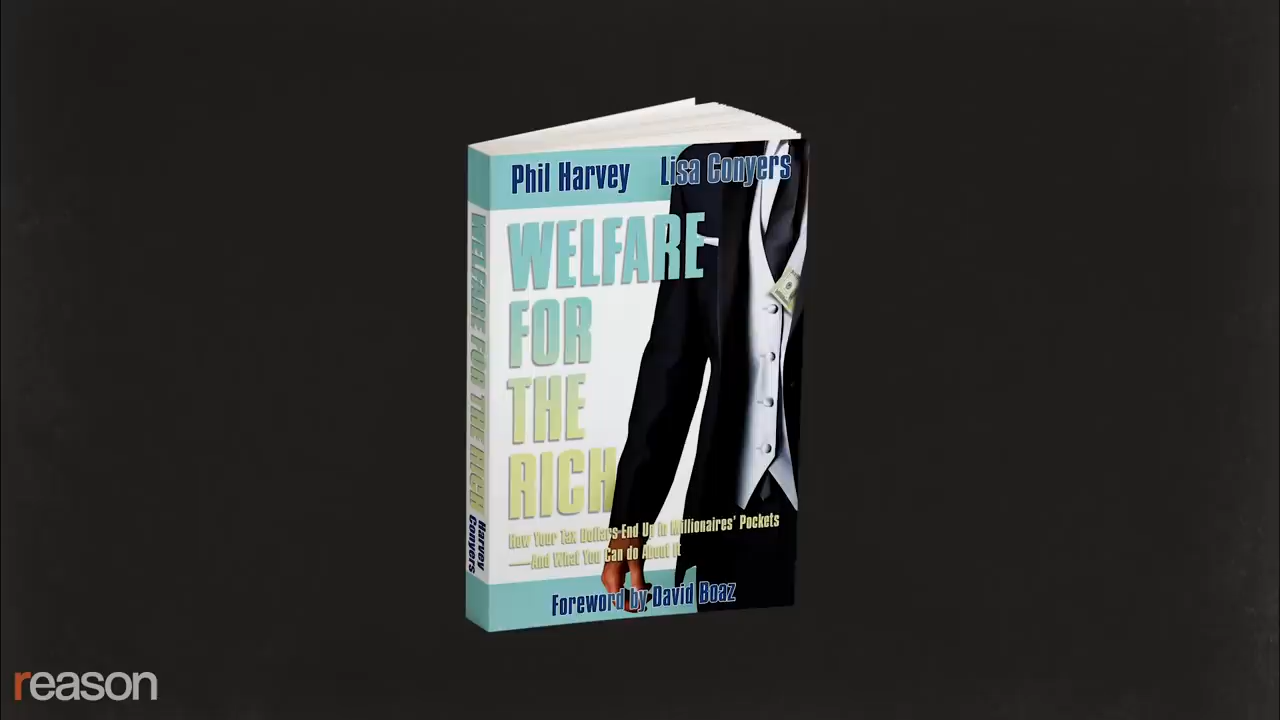 Phil Harvey Lisa Conyers
WELFARE
FOR
THE
RICH
How Your Tax Dollars End Up In Millionaires' Pockets
—And What You Can do About It
Foreword by David Boaz
WELFARE FOR THE RICH
Harvey
Conyers
reason